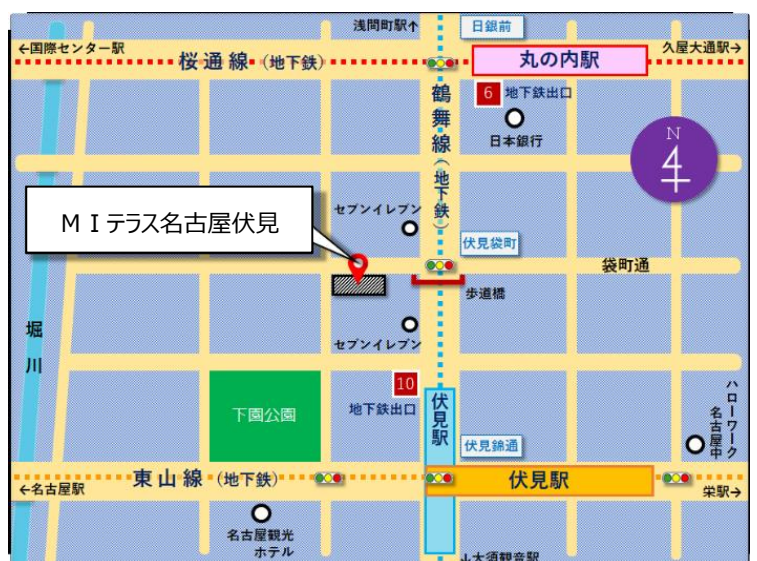 浅間町駅↑
日銀前
←国際センター駅
久屋大通駅→
桜通線（地下鉄）
丸の内駅
鶴舞線（地下鉄）
6 地下鉄出口
日本銀行
N
4
ＭＩテラス名古屋伏見
セブンイレブン
伏見袋町
袋町通
歩道橋
堀川
セブンイレブン
10
地下鉄出口
下園公園
伏見駅
伏見錦通
ハローワーク
名古屋中
東山線（地下鉄）
伏見駅
←名古屋駅
栄駅→
名古屋観光
ホテル
↓大須観音駅